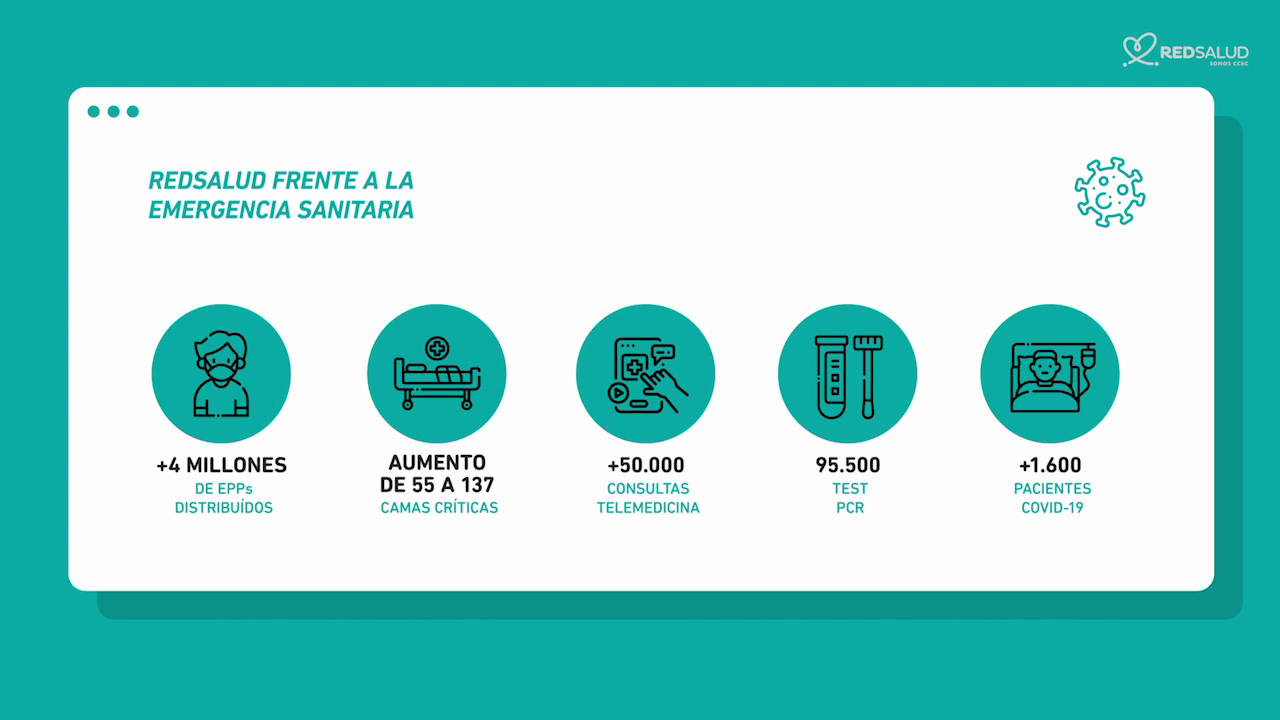 REDSALUD
SOMOS CChC
REDSALUD FRENTE A LA
EMERGENCIA SANITARIA
+4 MILLONES
DE EPPs
DISTRIBUÍDOS
AUMENTO
DE 55 A 137
CAMAS CRÍTICAS
+50.000
CONSULTAS
TELEMEDICINA
95.500
TEST
PCR
+1.600
PACIENTES
COVID-19